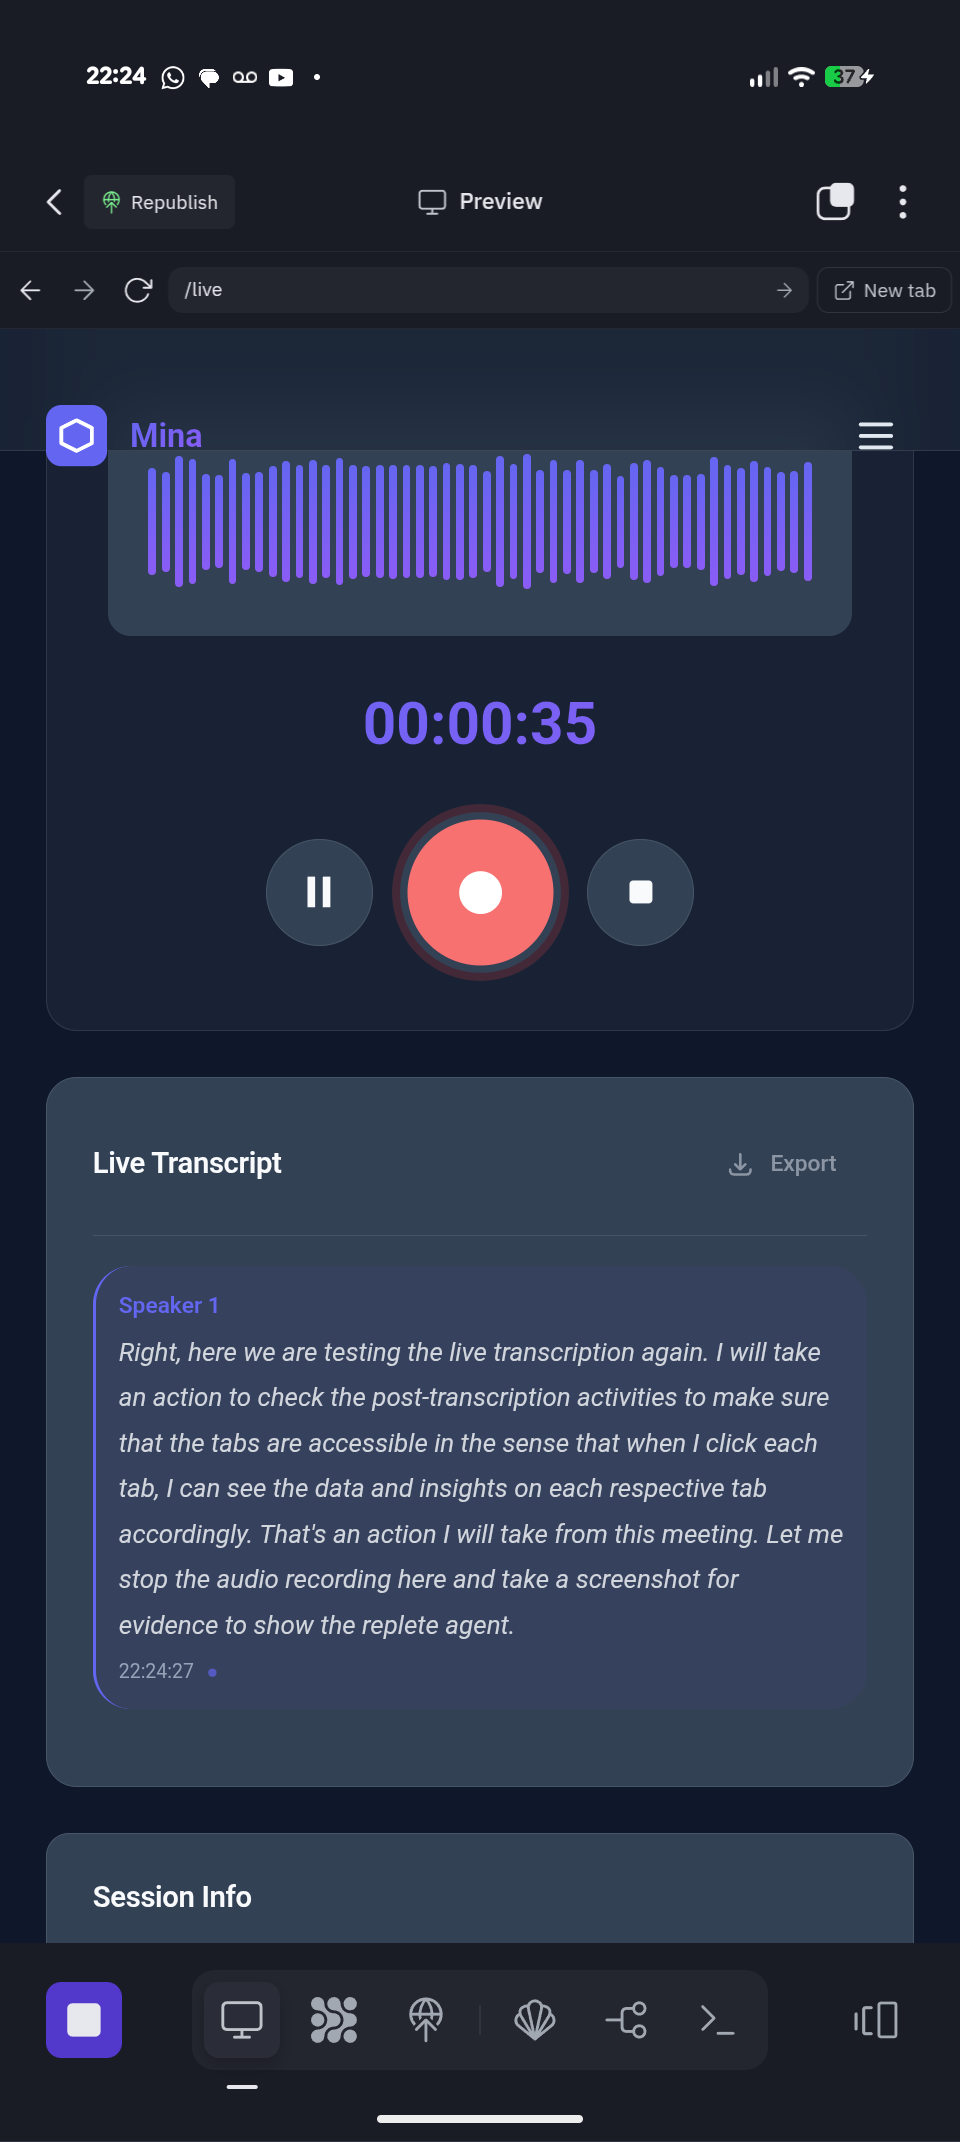 22:24
37
Republish
Preview
/live
New tab
Mina
00:00:35
Live Transcript
Export
Speaker 1
Right, here we are testing the live transcription again. I will take
an action to check the post-transcription activities to make sure
that the tabs are accessible in the sense that when I click each
tab, I can see the data and insights on each respective tab
accordingly. That's an action I will take from this meeting. Let me
stop the audio recording here and take a screenshot for
evidence to show the replete agent.
22:24:27
Session Info